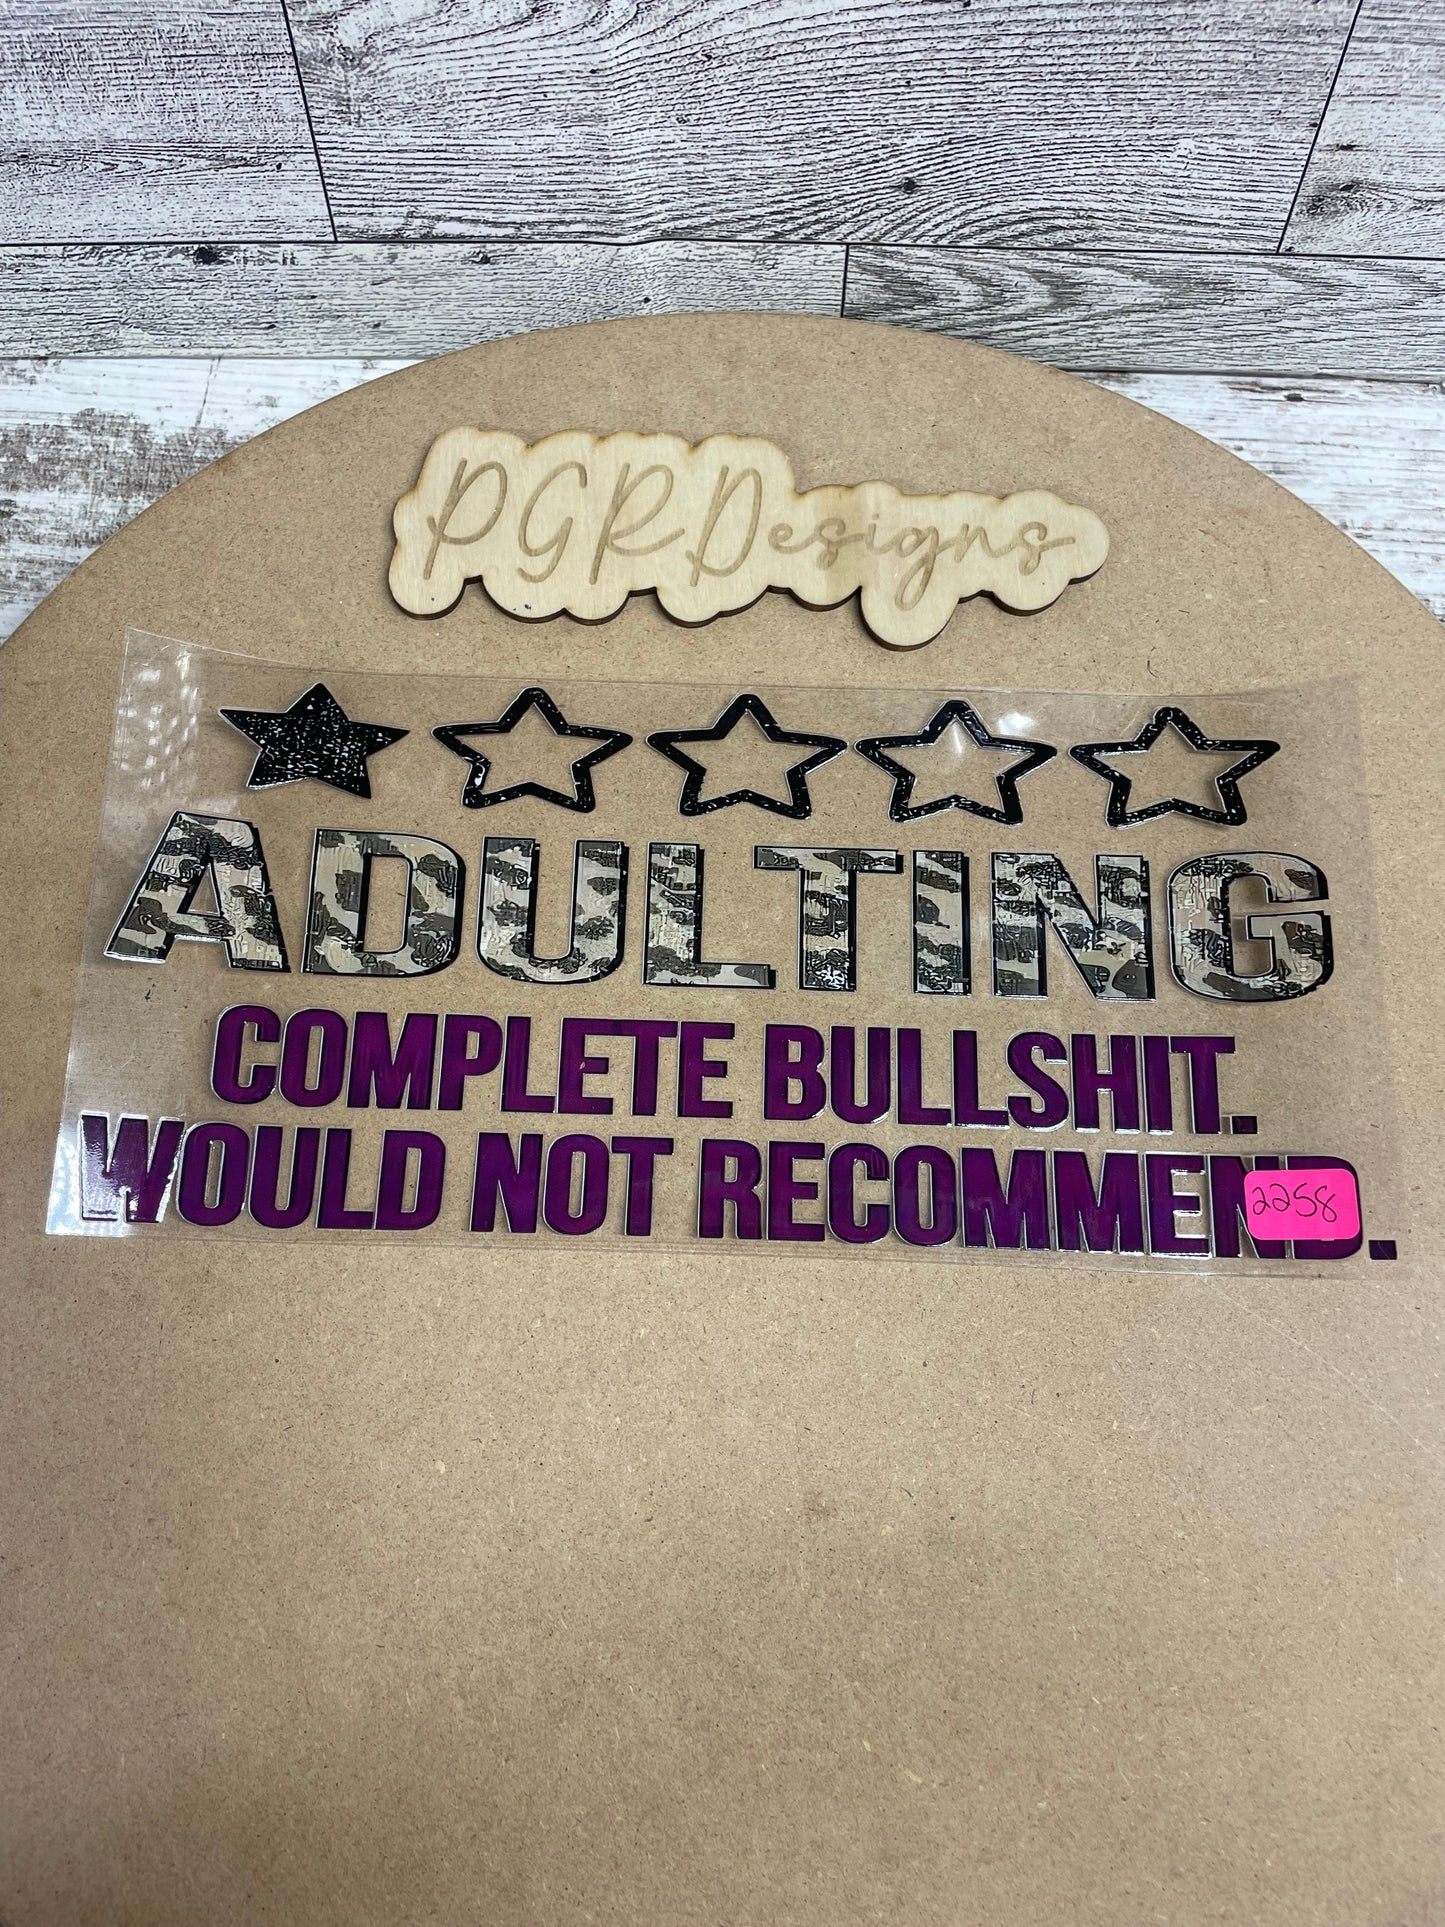 PGRDesigns
ADULTING
COMPLETE BULLSHIT.
WOULD NOT RECOMMEND.
2258